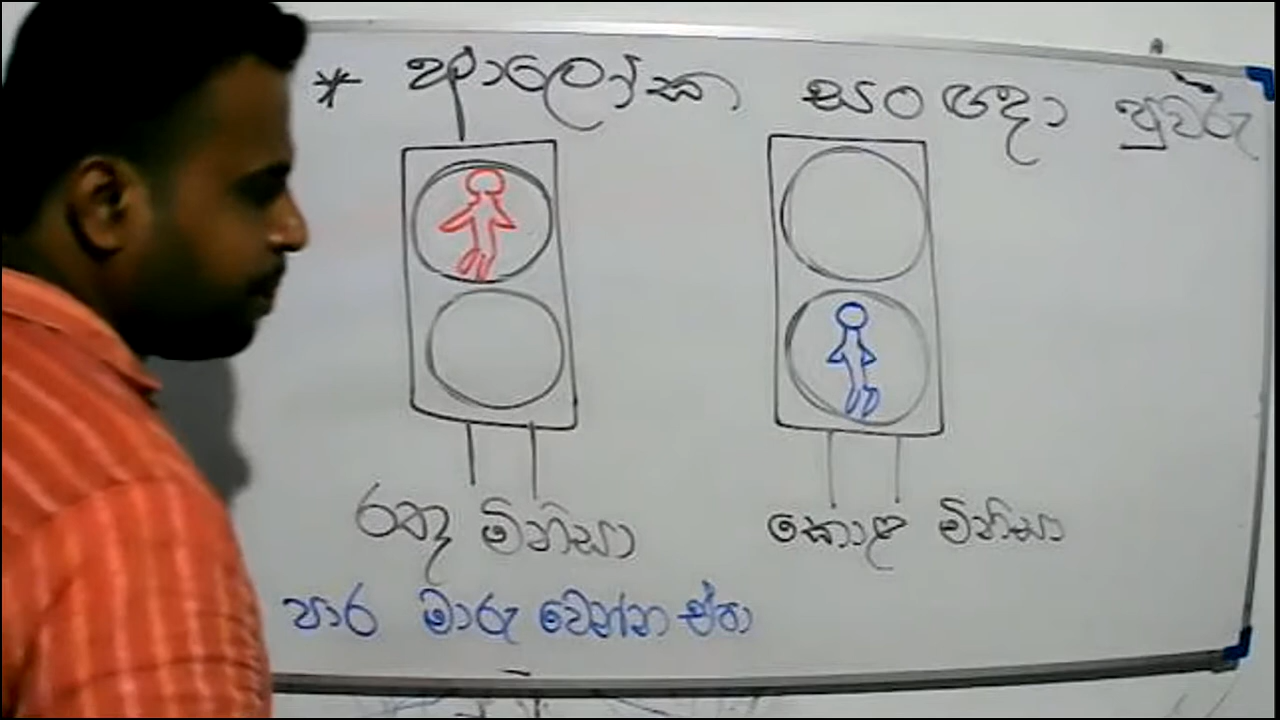 * ආලෝක සංඥා පුවරු
රතු මිනිසා කොළ මිනිසා
පාර මාරු වෙන්න එපා